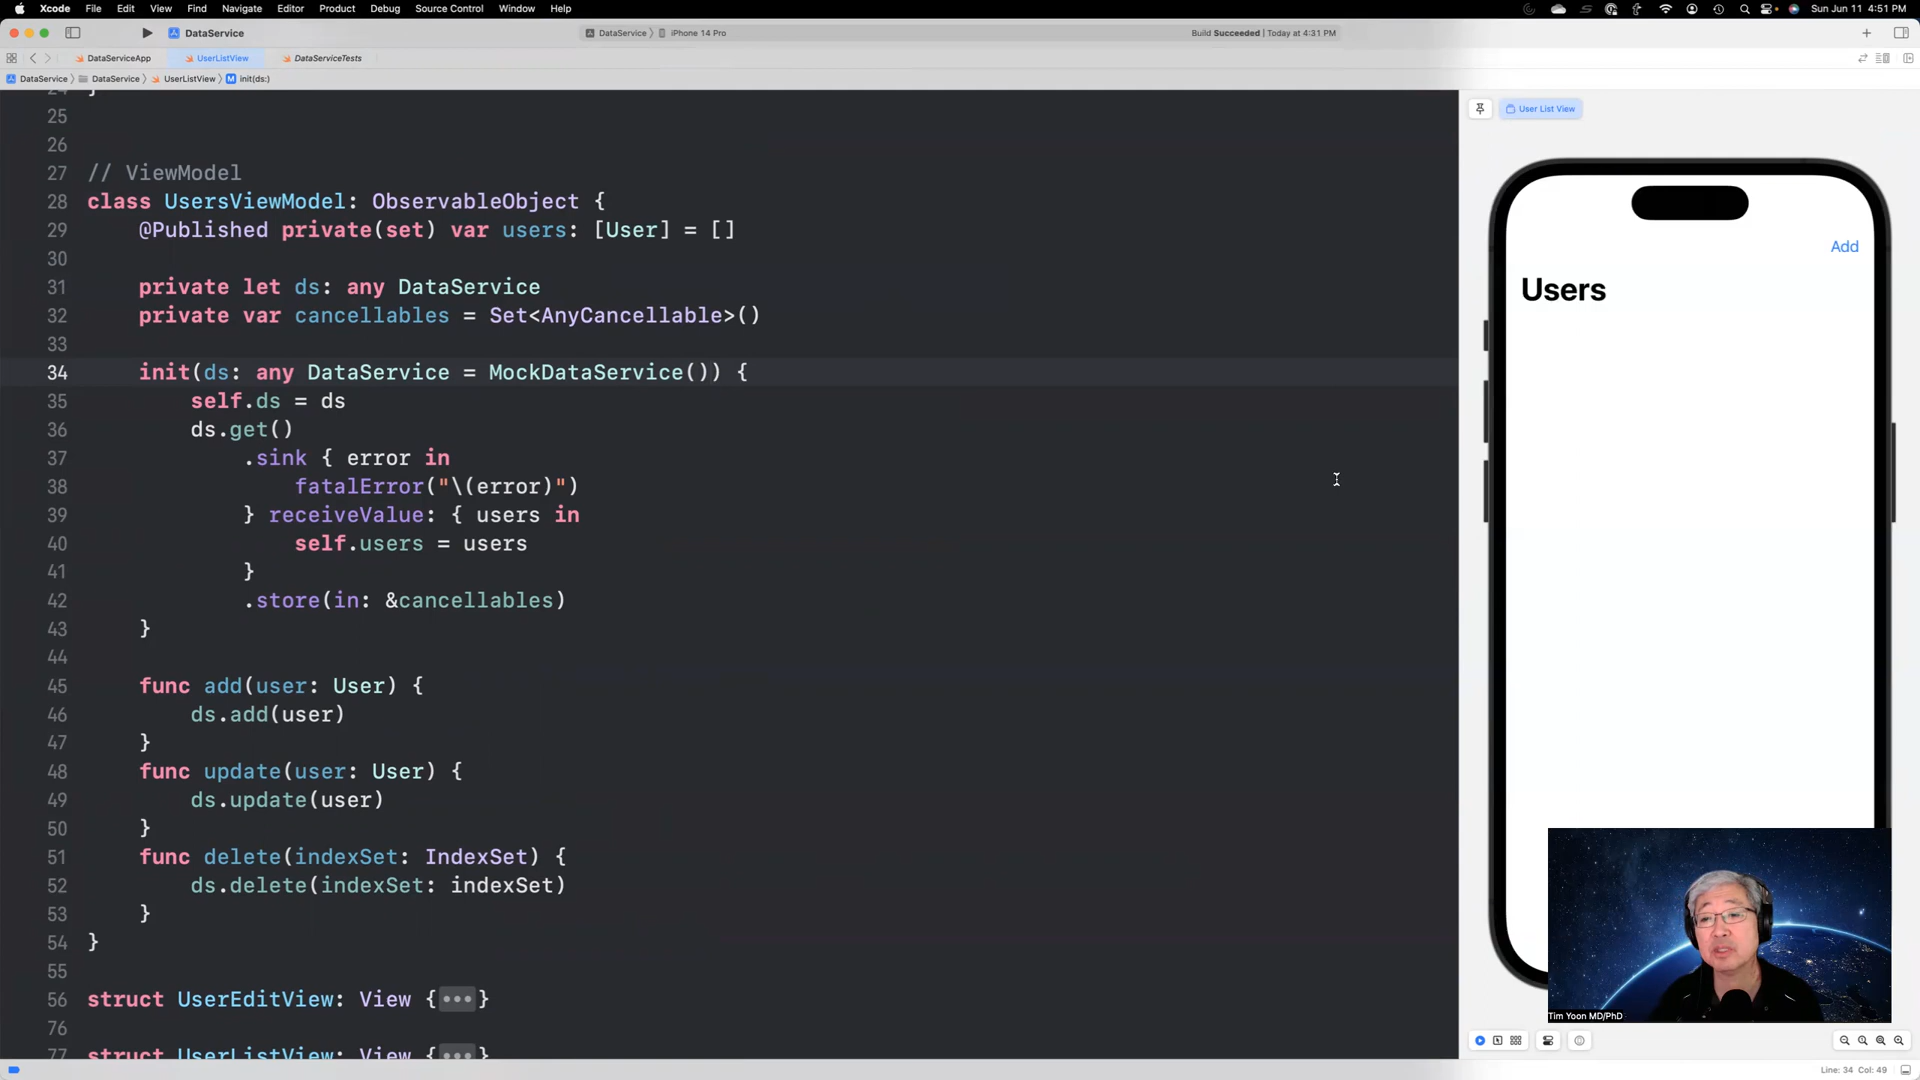 Xcode File Edit View Find Navigate Editor Product Debug Source Control Window Help Sun Jun 11 4:51 PM
DataService DataService iPhone 14 Pro Build Succeeded | Today at 4:31 PM
DataServiceApp UserListView DataServiceTests
DataService DataService UserListView M init(ds:)
24 }
25 User List View
26
27 // ViewModel
28 class UsersViewModel: ObservableObject {
29 @Published private(set) var users: [User] = []
Add
30
31 private let ds: any DataService
Users
32 private var cancellables = Set<AnyCancellable>()
33
34 init(ds: any DataService = MockDataService()) {
35 self.ds = ds
36 ds.get()
37 .sink { error in
38 fatalError("\(error)")
39 } receiveValue: { users in
40 self.users = users
41 }
42 .store(in: &cancellables)
43 }
44
45 func add(user: User) {
46 ds.add(user)
47 }
48 func update(user: User) {
49 ds.update(user)
50 }
51 func delete(indexSet: IndexSet) {
52 ds.delete(indexSet: indexSet)
53 }
54 }
55
56 struct UserEditView: View {•••}
Tim Yoon MD/PhD
76
77 struct UserListView: View {•••}
Line: 34 Col: 49